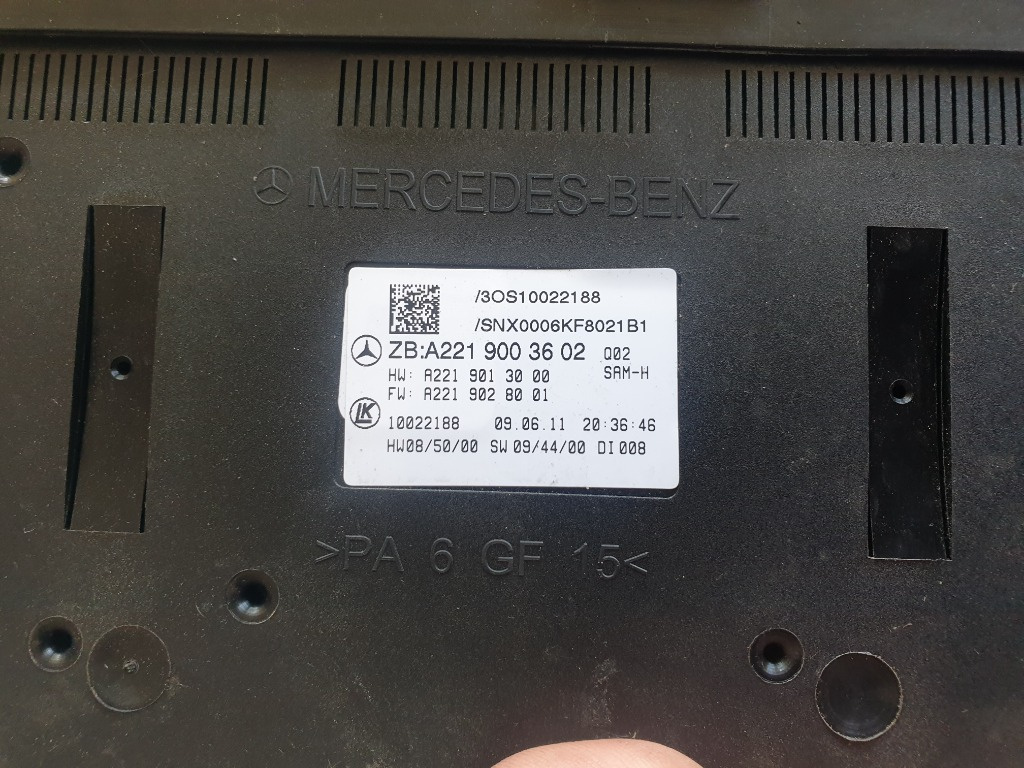 MERCEDES-BENZ
/3OS10022188
/SNX0006KF8021B1
ZB:A221 900 36 02 Q02
HW: A221 901 30 00 SAM-H
FW: A221 902 80 01
LK
10022188 09.06.11 20:36:46
HW08/50/00 SW 09/44/00 DI008
>PA 6 GF 15<